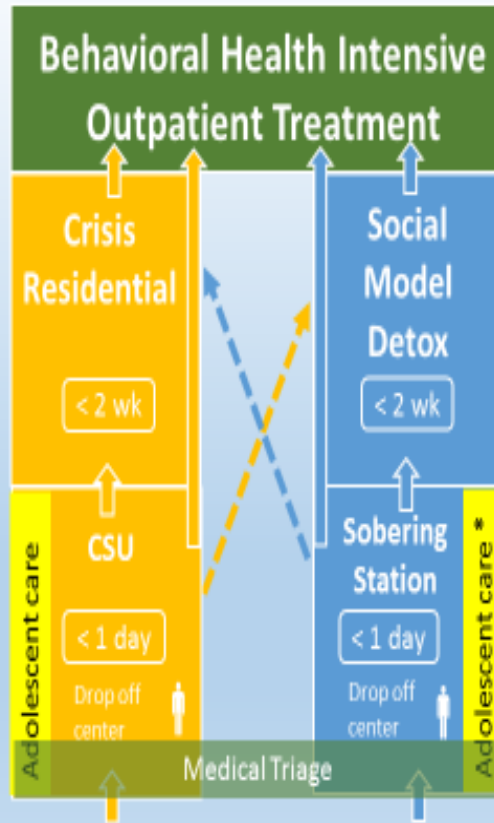 Behavioral Health Intensive
Outpatient Treatment
Crisis
Residential
< 2 wk
Social
Model
Detox
< 2 wk
Adolescent care
CSU
< 1 day
Drop off
center
Sobering
Station
< 1 day
Drop off
center
Adolescent care *
Medical Triage